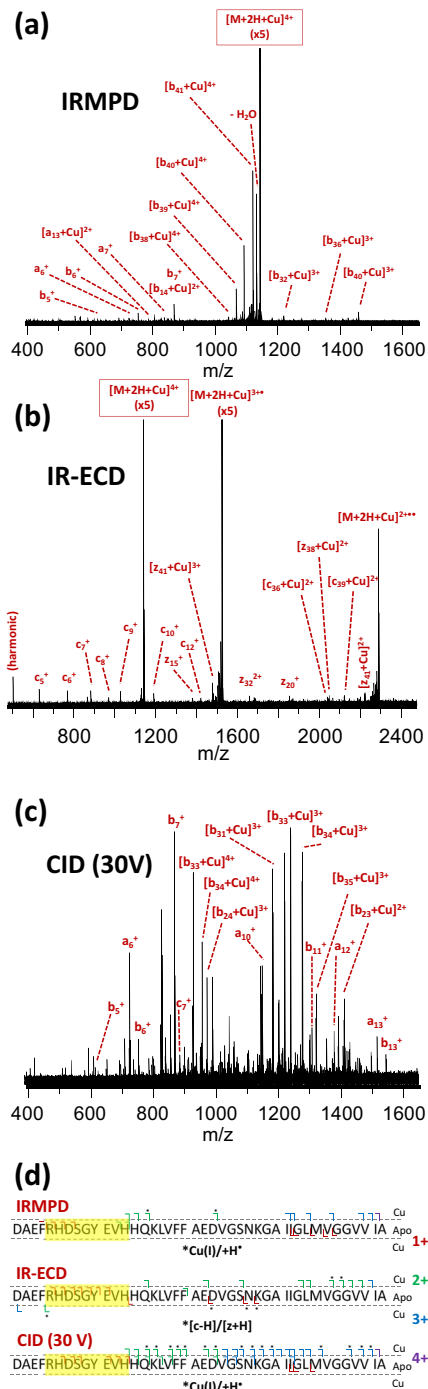 (a)
[M+2H+Cu]4+
(x5)
IRMPD
[b41+Cu]4+
- H2O
[b40+Cu]4+
[b39+Cu]4+
[a13+Cu]2+
[b38+Cu]4+
[b36+Cu]3+
a6+
a7+
b7+
[b32+Cu]3+
[b40+Cu]3+
b5+
b6+
[b14+Cu]2+
400 600 800 1000 1200 1400 1600
m/z
(b)
[M+2H+Cu]4+ [M+2H+Cu]3+•
(x5) (x5)
IR-ECD
[M+2H+Cu]2+••
[z38+Cu]2+
[z41+Cu]3+
[c36+Cu]2+ [c39+Cu]2+
(harmonic)
c9+
c7+ c10+
c8+ c12+
c5+ c6+ z15+ z32 2+ z20+ [z41+Cu]2+
800 1200 1600 2000 2400
m/z
(c)
[b33+Cu]3+
b7+
[b31+Cu]3+ [b34+Cu]3+
CID (30V)
[b33+Cu]4+
[b34+Cu]4+
[b35+Cu]3+
[b24+Cu]3+
[b23+Cu]2+
a6+
a10+
b11+ a12+
b5+ b6+ c7+
a13+
b13+
400 600 800 1000 1200 1400 1600
m/z
(d)
IRMPD
* * Cu
DAEFRHDSGY EVHHQKLVFF AEDVGSNKGA IIGLMVGGVV IA Apo
*Cu(I)/+H• Cu
1+
IR-ECD
* * 2+
DAEFRHDSGY EVHHQKLVFF AEDVGSNKGA IIGLMVGGVV IA
* * * 3+
*[c-H]/[z+H]
CID (30 V)
4+
DAEFRHDSGY EVHHQKLVFF AEDVGSNKGA IIGLMVGGVV IA
*Cu(I)/+H•